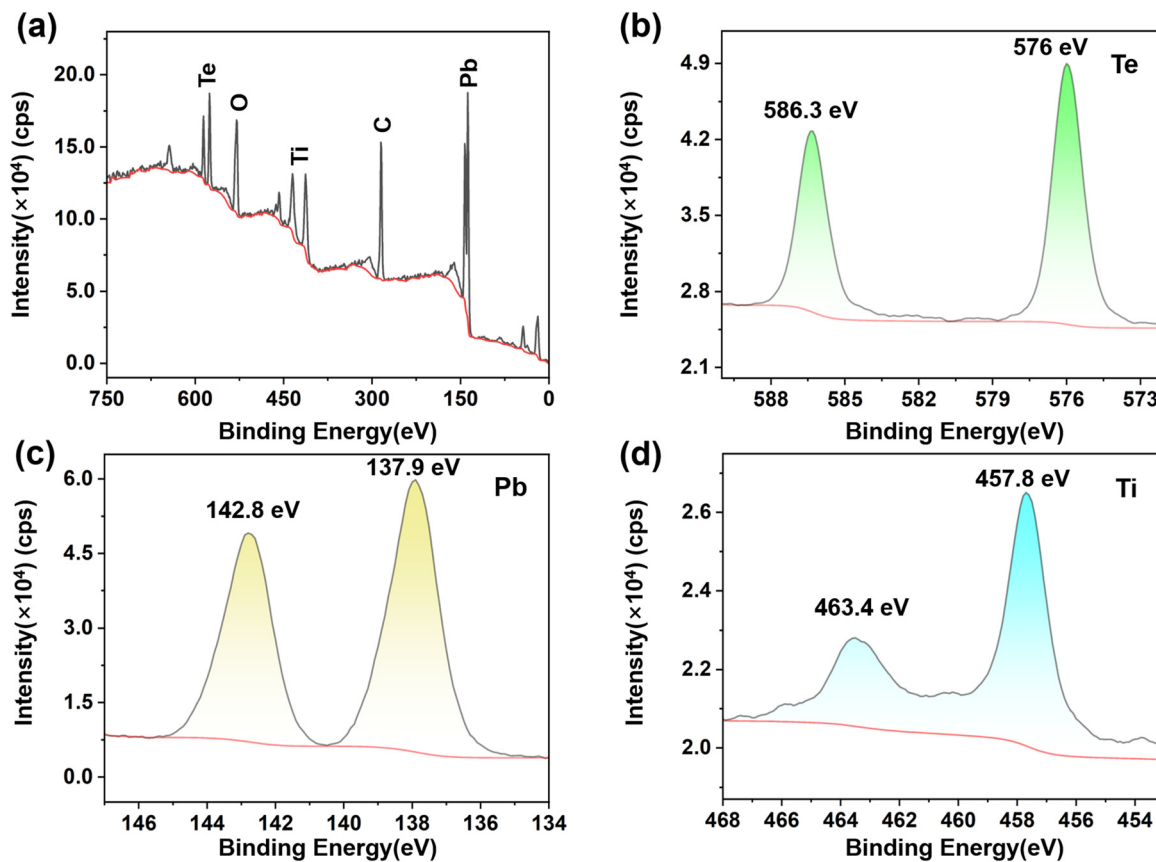 (a)
Te
O
Ti
C
Pb
20.0
15.0
10.0
5.0
0.0
Intensity(×10⁴) (cps)
750
600
450
300
150
0
Binding Energy(eV)
(b)
576 eV
Te
586.3 eV
4.9
4.2
3.5
2.8
2.1
Intensity(×10⁴) (cps)
588
585
582
579
576
573
Binding Energy(eV)
(c)
137.9 eV
Pb
142.8 eV
6.0
4.5
3.0
1.5
0.0
Intensity(×10⁴) (cps)
146
144
142
140
138
136
134
Binding Energy(eV)
(d)
457.8 eV
Ti
463.4 eV
2.6
2.4
2.2
2.0
Intensity(×10⁴) (cps)
468
466
464
462
460
458
456
454
Binding Energy(eV)